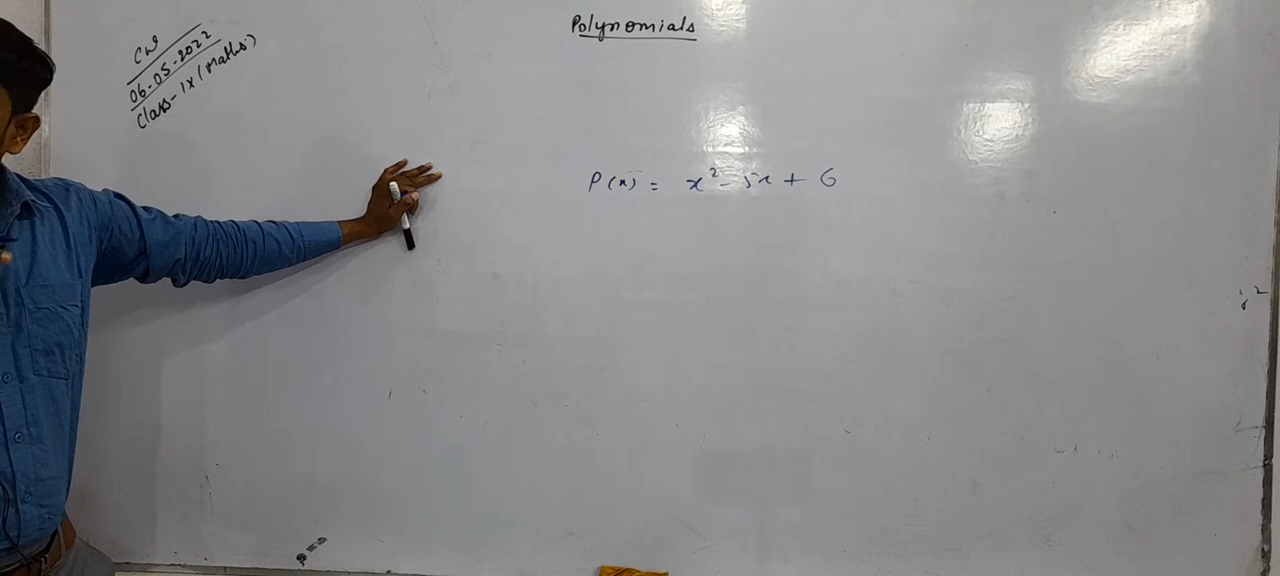 Polynomials
CW
06-05-2022
Class-IX (Maths)
P(x) = x² - 5x + 6